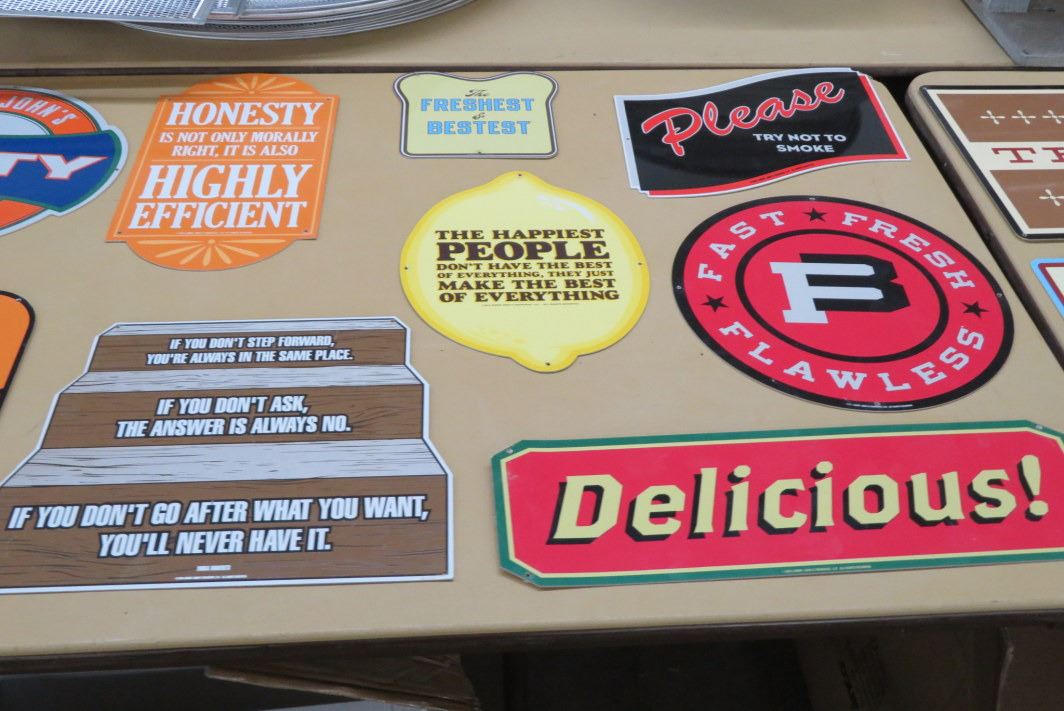 JOHN'S
TY
HONESTY
IS NOT ONLY MORALLY
RIGHT, IT IS ALSO
HIGHLY
EFFICIENT
The
FRESHEST
&
BESTEST
Please
TRY NOT TO
SMOKE
THE HAPPIEST
PEOPLE
DON'T HAVE THE BEST
OF EVERYTHING, THEY JUST
MAKE THE BEST
OF EVERYTHING
FAST ★ FRESH
★ FLAWLESS ★
B
IF YOU DON'T STEP FORWARD,
YOU'RE ALWAYS IN THE SAME PLACE.
IF YOU DON'T ASK,
THE ANSWER IS ALWAYS NO.
IF YOU DON'T GO AFTER WHAT YOU WANT,
YOU'LL NEVER HAVE IT.
Delicious!